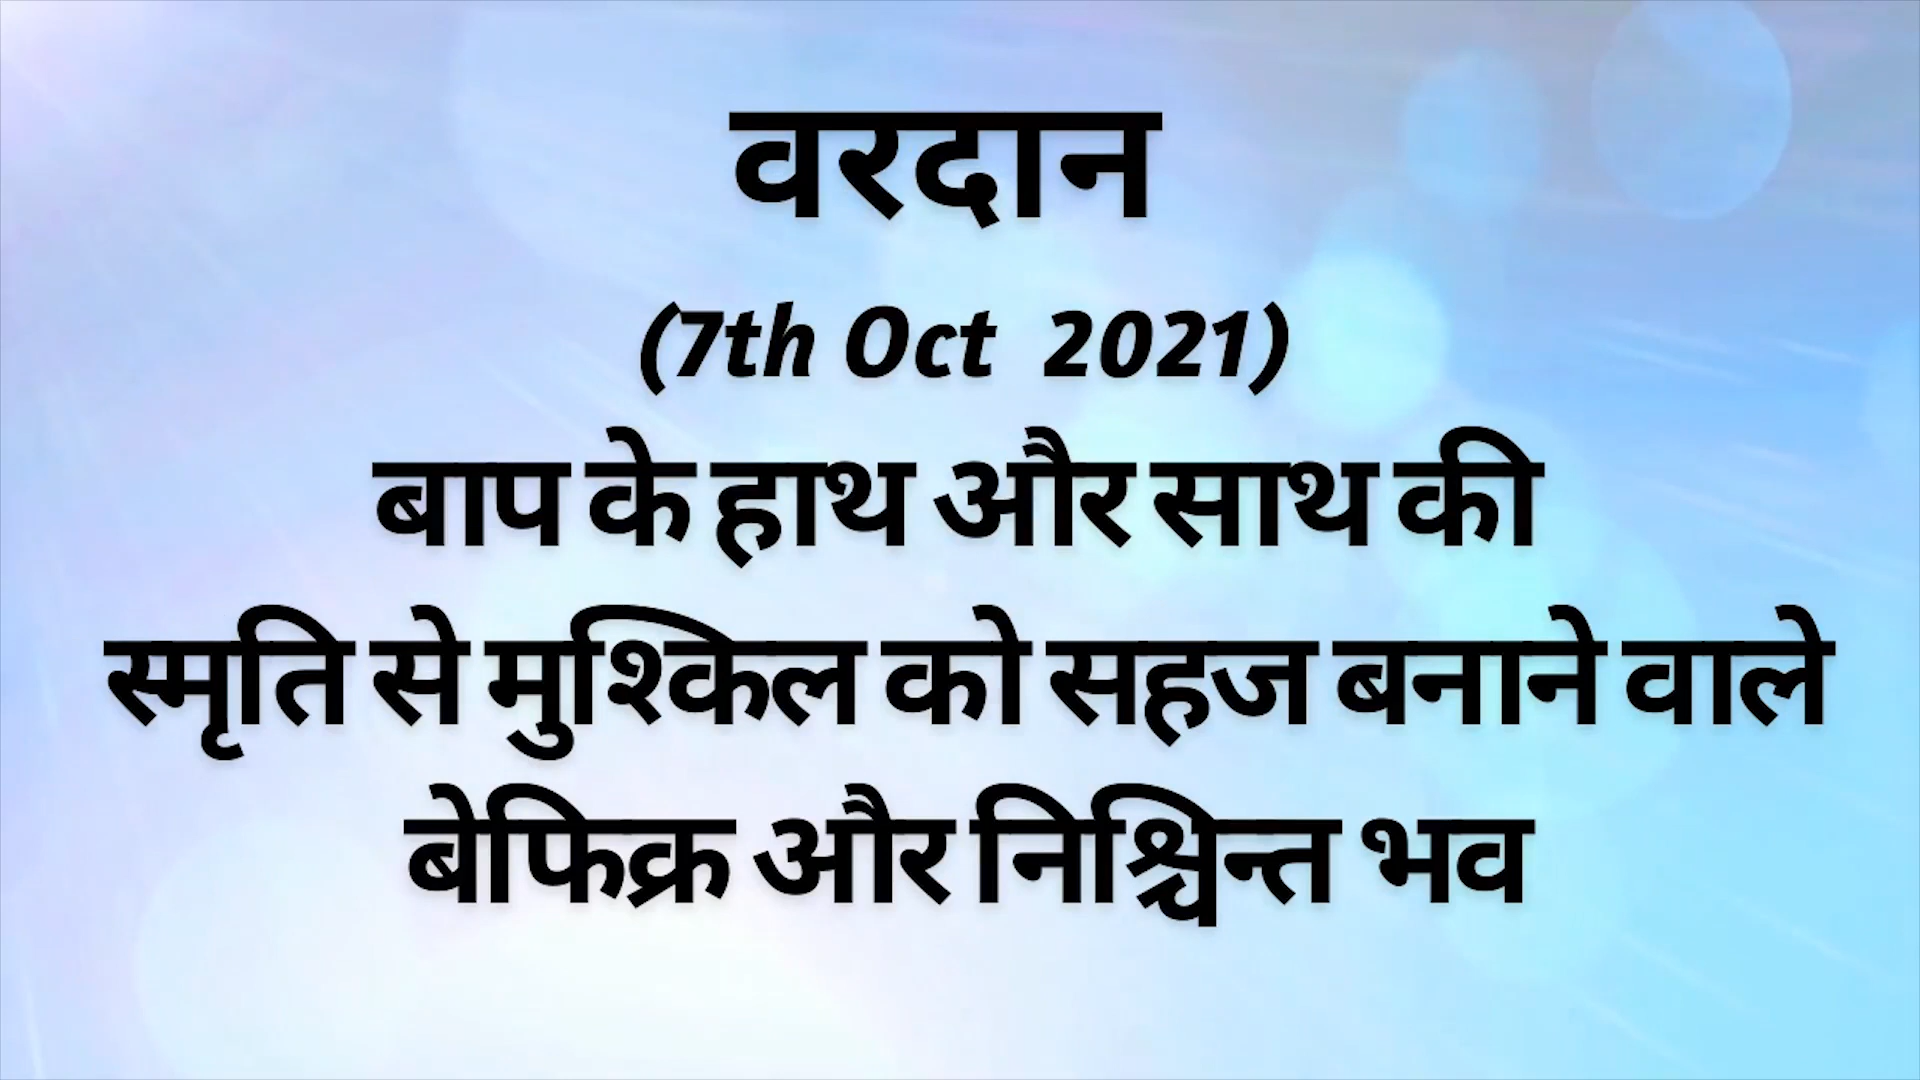 वरदान
(7th Oct 2021)
बाप के हाथ और साथ की
स्मृति से मुश्किल को सहज बनाने वाले
बेफिक्र और निश्चिन्त भव